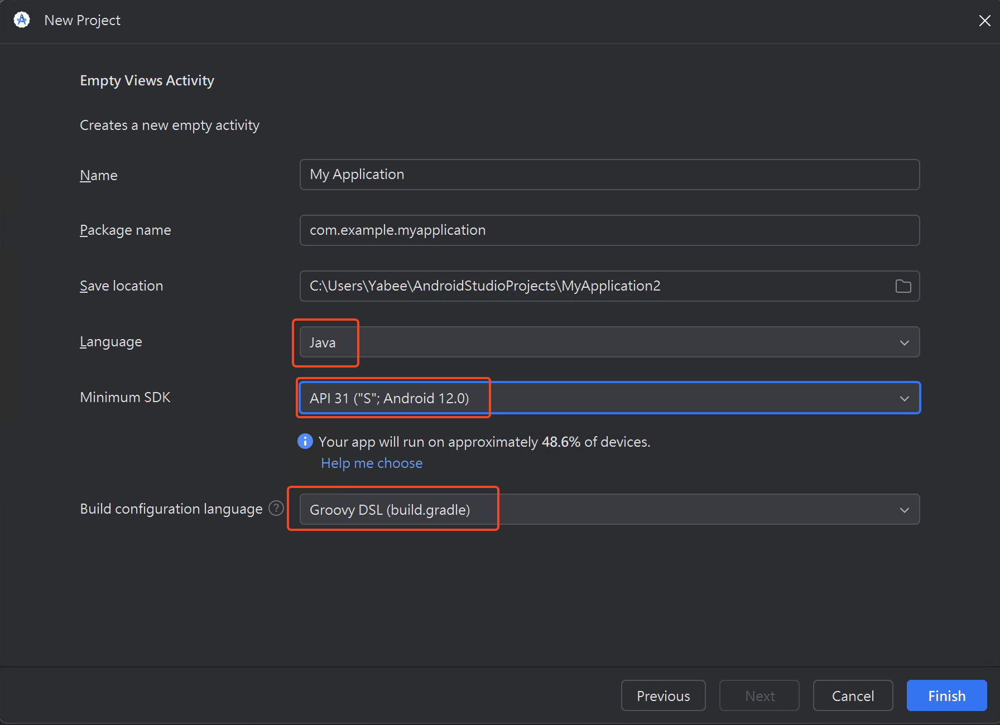 New Project
Empty Views Activity
Creates a new empty activity
Name My Application
Package name com.example.myapplication
Save location C:\Users\Yabee\AndroidStudioProjects\MyApplication2
Language Java
Minimum SDK API 31 ("S"; Android 12.0)
Your app will run on approximately 48.6% of devices.
Help me choose
Build configuration language ? Groovy DSL (build.gradle)
Previous Next Cancel Finish